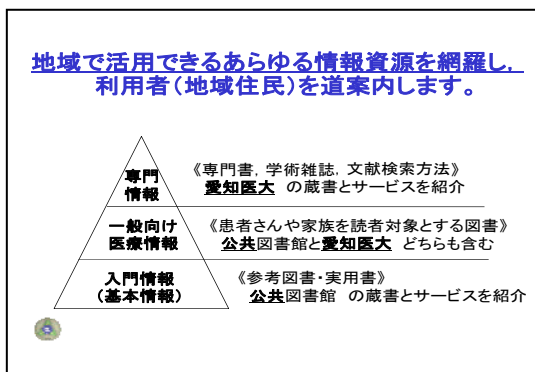 地域で活用できるあらゆる情報資源を網羅し,
利用者(地域住民)を道案内します。
専門
情報
《専門書, 学術雑誌, 文献検索方法》
愛知医大 の蔵書とサービスを紹介
一般向け
医療情報
《患者さんや家族を読者対象とする図書》
公共図書館と愛知医大 どちらも含む
入門情報
(基本情報)
《参考図書・実用書》
公共図書館 の蔵書とサービスを紹介